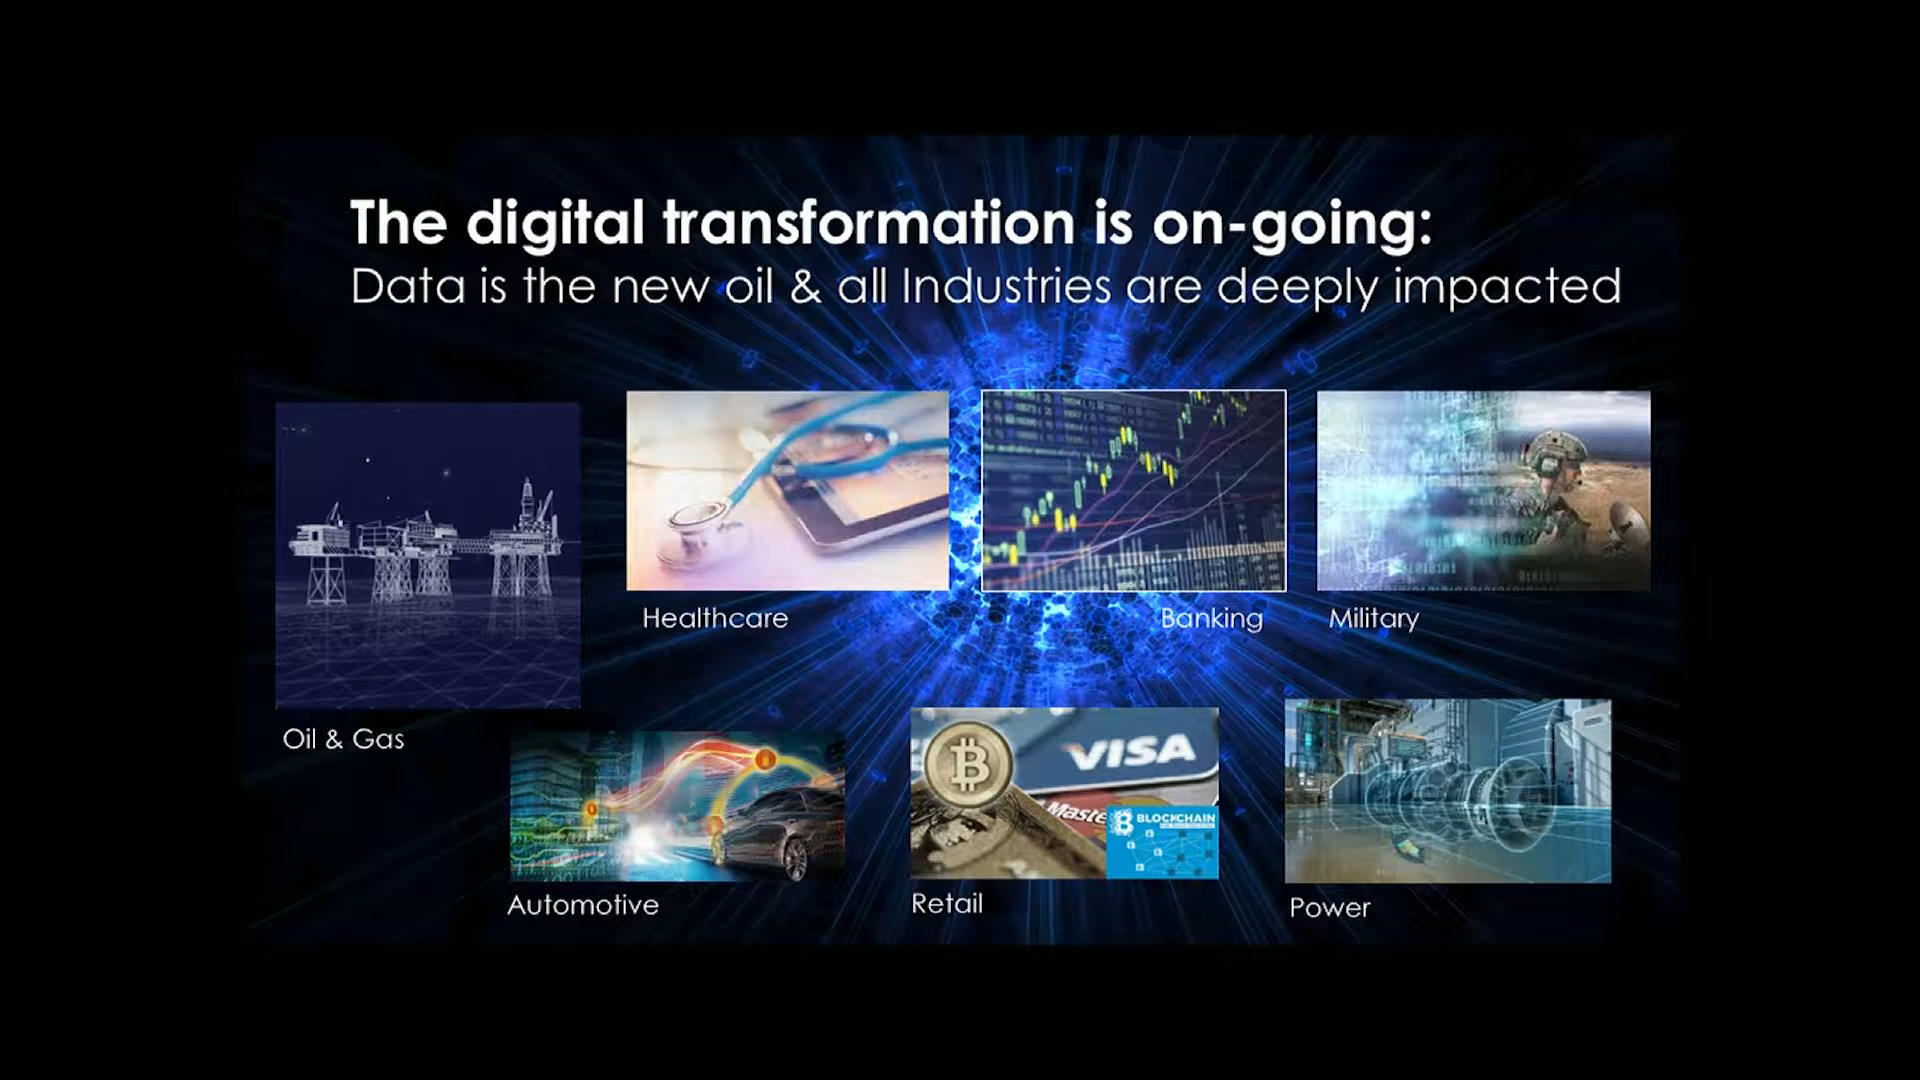 The digital transformation is on-going:
Data is the new oil & all Industries are deeply impacted
Healthcare
Banking
Military
Oil & Gas
VISA
Maste
BLOCKCHAIN
Automotive
Retail
Power